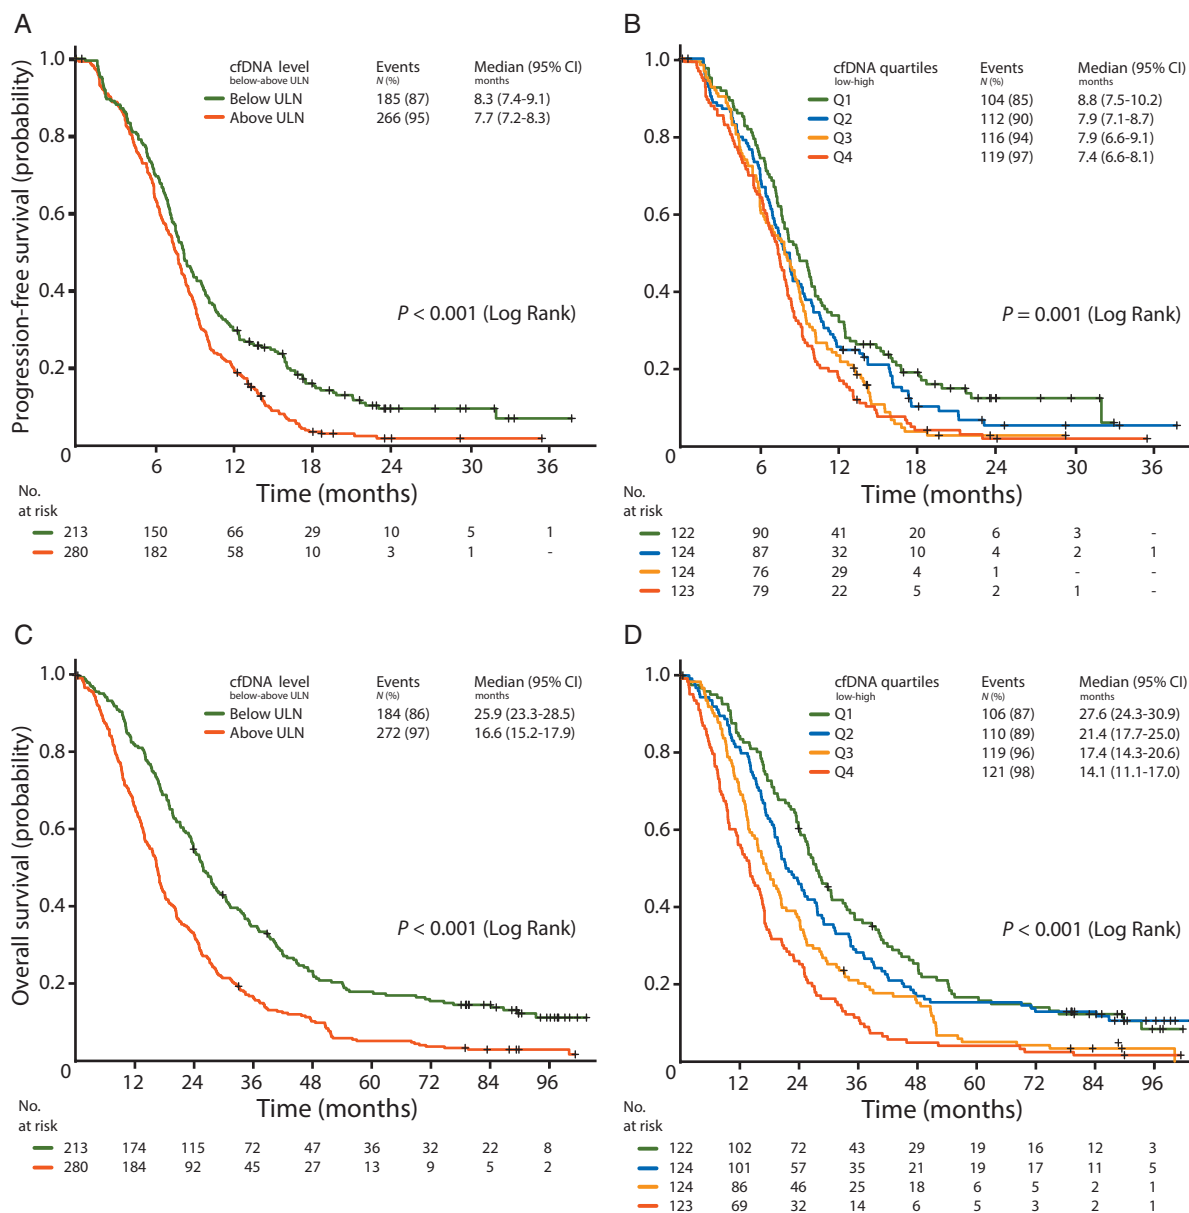 A
Progression-free survival (probability)
1.0
0.8
0.6
0.4
0.2
0
cfDNA level Events Median (95% CI)
below-above ULN N (%) months
Below ULN 185 (87) 8.3 (7.4-9.1)
Above ULN 266 (95) 7.7 (7.2-8.3)
P < 0.001 (Log Rank)
6 12 18 24 30 36
Time (months)
No.
at risk
213 150 66 29 10 5 1
280 182 58 10 3 1 -
B
1.0
0.8
0.6
0.4
0.2
0
cfDNA quartiles Events Median (95% CI)
low-high N (%) months
Q1 104 (85) 8.8 (7.5-10.2)
Q2 112 (90) 7.9 (7.1-8.7)
Q3 116 (94) 7.9 (6.6-9.1)
Q4 119 (97) 7.4 (6.6-8.1)
P = 0.001 (Log Rank)
6 12 18 24 30 36
Time (months)
No.
at risk
122 90 41 20 6 3 -
124 87 32 10 4 2 1
124 76 29 4 1 - -
123 79 22 5 2 1 -
C
Overall survival (probability)
1.0
0.8
0.6
0.4
0.2
0
cfDNA level Events Median (95% CI)
below-above ULN N (%) months
Below ULN 184 (86) 25.9 (23.3-28.5)
Above ULN 272 (97) 16.6 (15.2-17.9)
P < 0.001 (Log Rank)
12 24 36 48 60 72 84 96
Time (months)
No.
at risk
213 174 115 72 47 36 32 22 8
280 184 92 45 27 13 9 5 2
D
1.0
0.8
0.6
0.4
0.2
0
cfDNA quartiles Events Median (95% CI)
low-high N (%) months
Q1 106 (87) 27.6 (24.3-30.9)
Q2 110 (89) 21.4 (17.7-25.0)
Q3 119 (96) 17.4 (14.3-20.6)
Q4 121 (98) 14.1 (11.1-17.0)
P < 0.001 (Log Rank)
12 24 36 48 60 72 84 96
Time (months)
No.
at risk
122 102 72 43 29 19 16 12 3
124 101 57 35 21 19 17 11 5
124 86 46 25 18 6 5 2 1
123 69 32 14 6 5 3 2 1